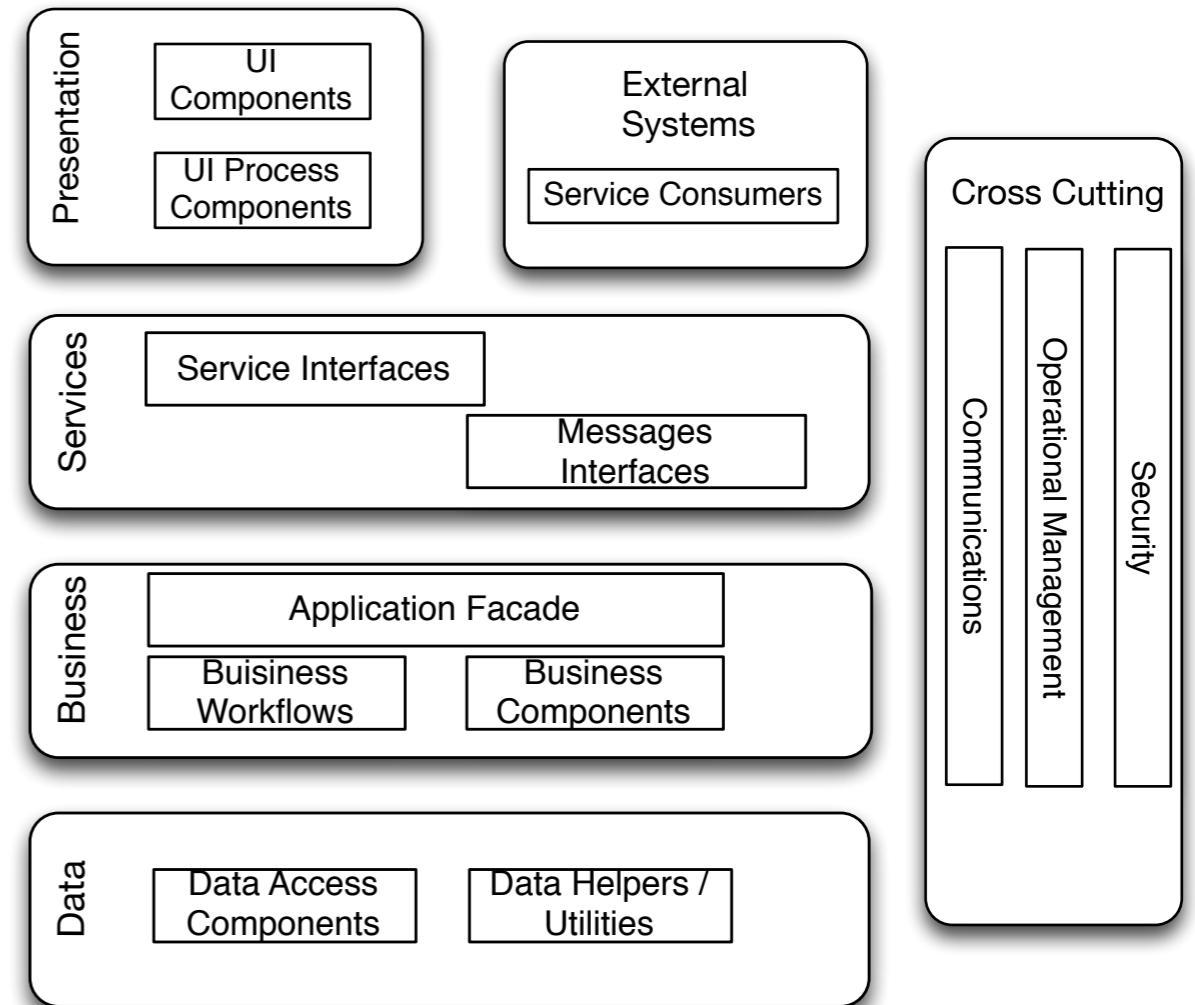 Presentation
UI
Components
UI Process
Components
External
Systems
Service Consumers
Cross Cutting
Communications
Operational Management
Security
Services
Service Interfaces
Messages
Interfaces
Business
Application Facade
Buisiness
Workflows
Business
Components
Data
Data Access
Components
Data Helpers /
Utilities